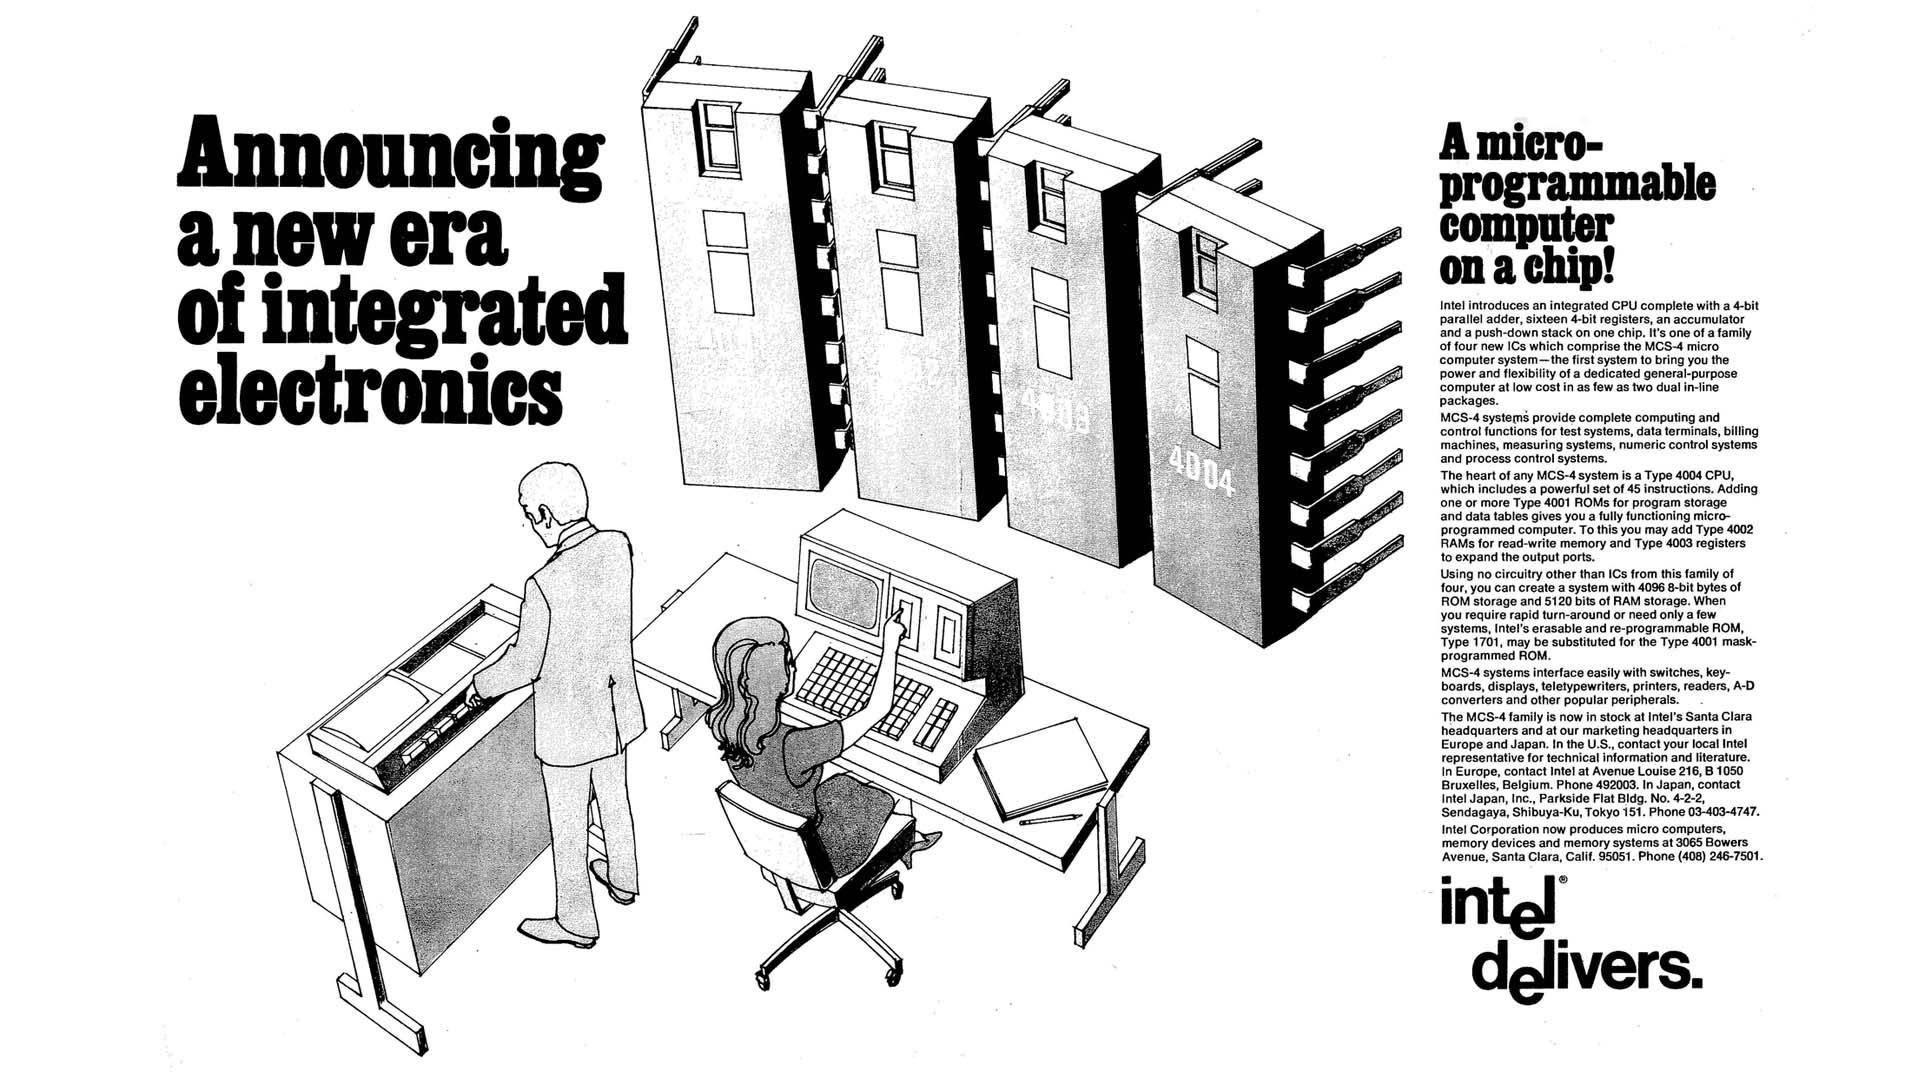 Announcing
a new era
of integrated
electronics
4003
4004
A micro-
programmable
computer
on a chip!
Intel introduces an integrated CPU complete with a 4-bit
parallel adder, sixteen 4-bit registers, an accumulator
and a push-down stack on one chip. It's one of a family
of four new ICs which comprise the MCS-4 micro
computer system—the first system to bring you the
power and flexibility of a dedicated general-purpose
computer at low cost in as few as two dual in-line
packages.
MCS-4 systems provide complete computing and
control functions for test systems, data terminals, billing
machines, measuring systems, numeric control systems
and process control systems.
The heart of any MCS-4 system is a Type 4004 CPU,
which includes a powerful set of 45 instructions. Adding
one or more Type 4001 ROMs for program storage
and data tables gives you a fully functioning micro-
programmed computer. To this you may add Type 4002
RAMs for read-write memory and Type 4003 registers
to expand the output ports.
Using no circuitry other than ICs from this family of
four, you can create a system with 4096 8-bit bytes of
ROM storage and 5120 bits of RAM storage. When
you require rapid turn-around or need only a few
systems, Intel's erasable and re-programmable ROM,
Type 1701, may be substituted for the Type 4001 mask-
programmed ROM.
MCS-4 systems interface easily with switches, key-
boards, displays, teletypewriters, printers, readers, A-D
converters and other popular peripherals.
The MCS-4 family is now in stock at Intel's Santa Clara
headquarters and at our marketing headquarters in
Europe and Japan. In the U.S., contact your local Intel
representative for technical information and literature.
In Europe, contact Intel at Avenue Louise 216, B 1050
Bruxelles, Belgium. Phone 492003. In Japan, contact
Intel Japan, Inc., Parkside Flat Bldg. No. 4-2-2,
Sendagaya, Shibuya-Ku, Tokyo 151. Phone 03-403-4747.
Intel Corporation now produces micro computers,
memory devices and memory systems at 3065 Bowers
Avenue, Santa Clara, Calif. 95051. Phone (408) 246-7501.
intel®
delivers.